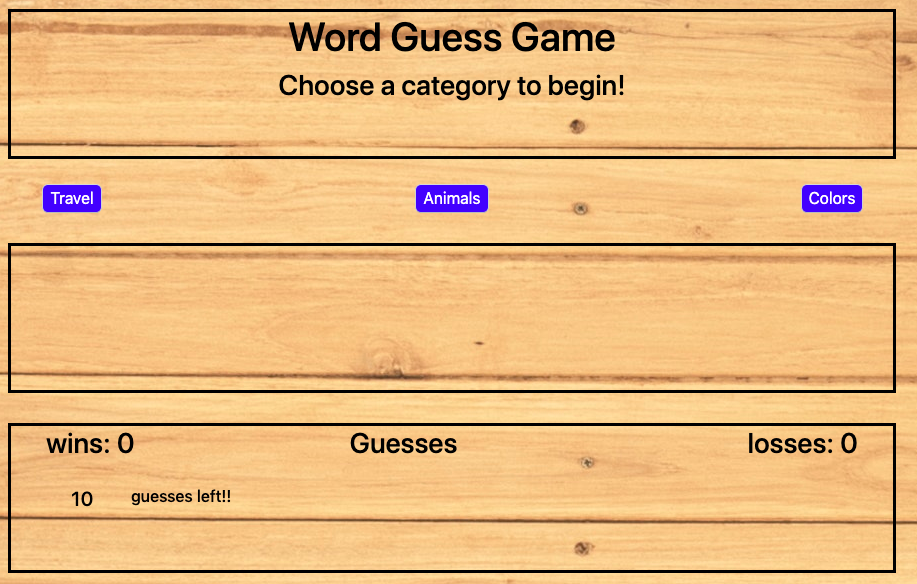 Word Guess Game
Choose a category to begin!
Travel Animals Colors
wins: 0 Guesses losses: 0
10 guesses left!!